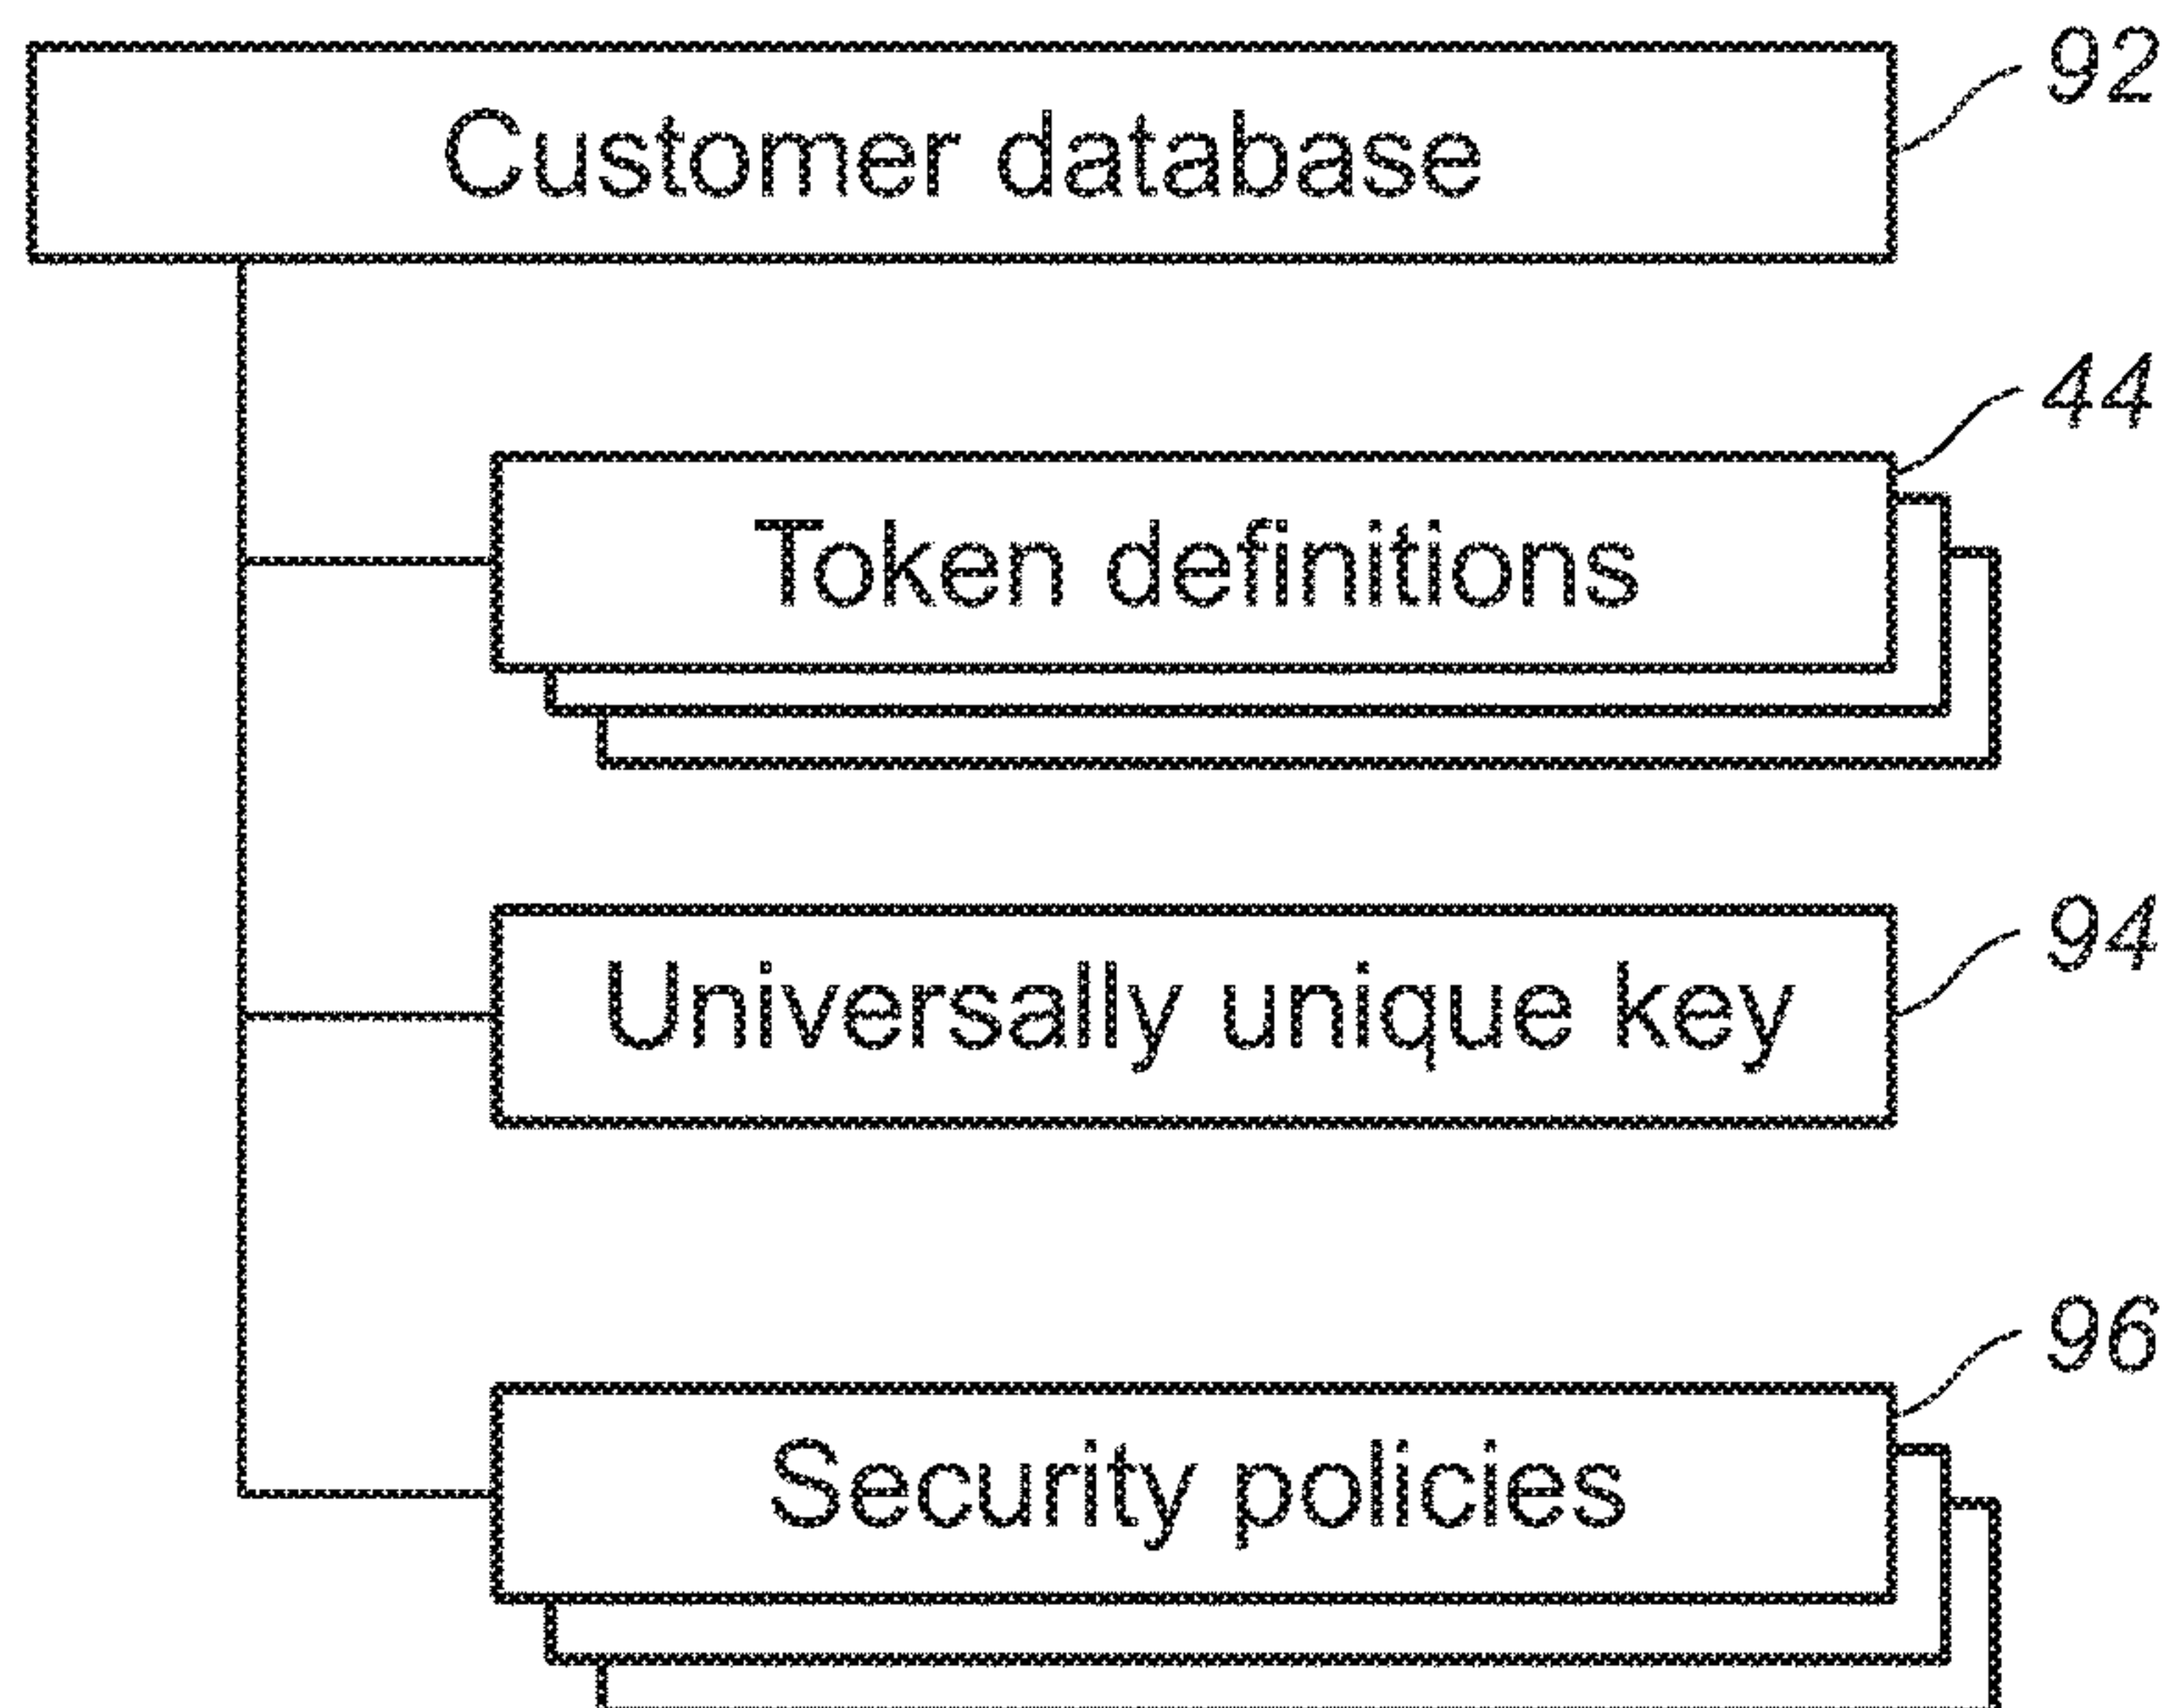 Customer database
92
Token definitions
44
Universally unique key
94
Security policies
96